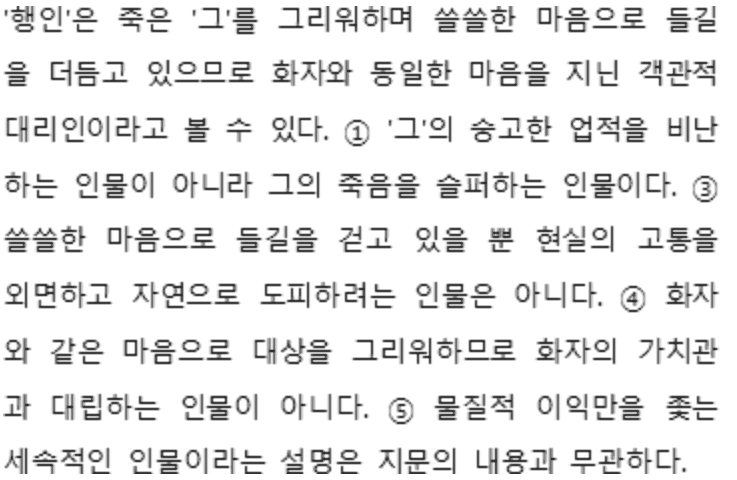 '행인'은 죽은 '그'를 그리워하며 쓸쓸한 마음으로 들길
을 더듬고 있으므로 화자와 동일한 마음을 지닌 객관적
대리인이라고 볼 수 있다. ① '그'의 숭고한 업적을 비난
하는 인물이 아니라 그의 죽음을 슬퍼하는 인물이다. ③
쓸쓸한 마음으로 들길을 걷고 있을 뿐 현실의 고통을
외면하고 자연으로 도피하려는 인물은 아니다. ④ 화자
와 같은 마음으로 대상을 그리워하므로 화자의 가치관
과 대립하는 인물이 아니다. ⑤ 물질적 이익만을 좇는
세속적인 인물이라는 설명은 지문의 내용과 무관하다.